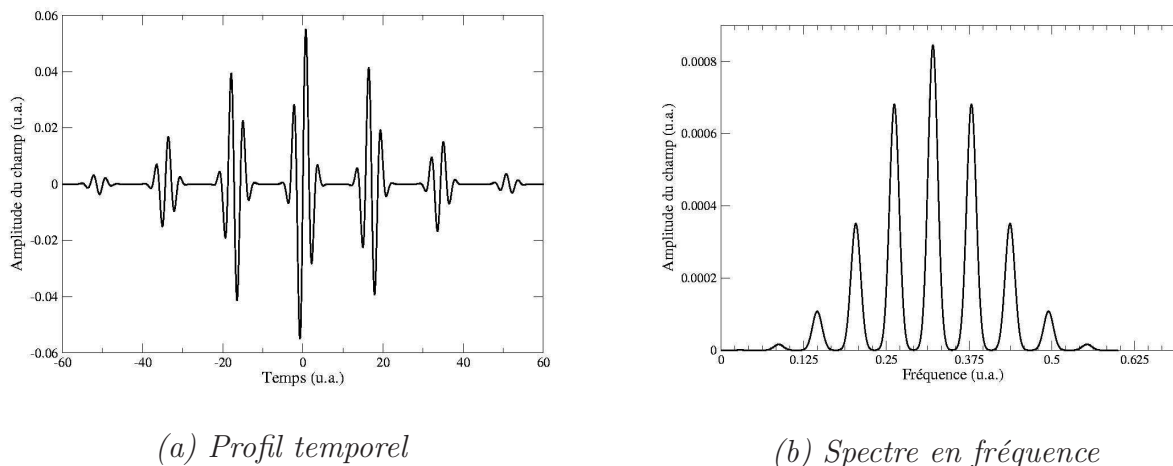 0.06
0.04
0.02
0
-0.02
-0.04
-0.06
Amplitude du champ (u.a.)
-60 -40 -20 0 20 40 60
Temps (u.a.)
(a) Profil temporel
0.0008
0.0006
0.0004
0.0002
0
Amplitude du champ (u.a.)
0 0.125 0.25 0.375 0.5 0.625
Fréquence (u.a.)
(b) Spectre en fréquence